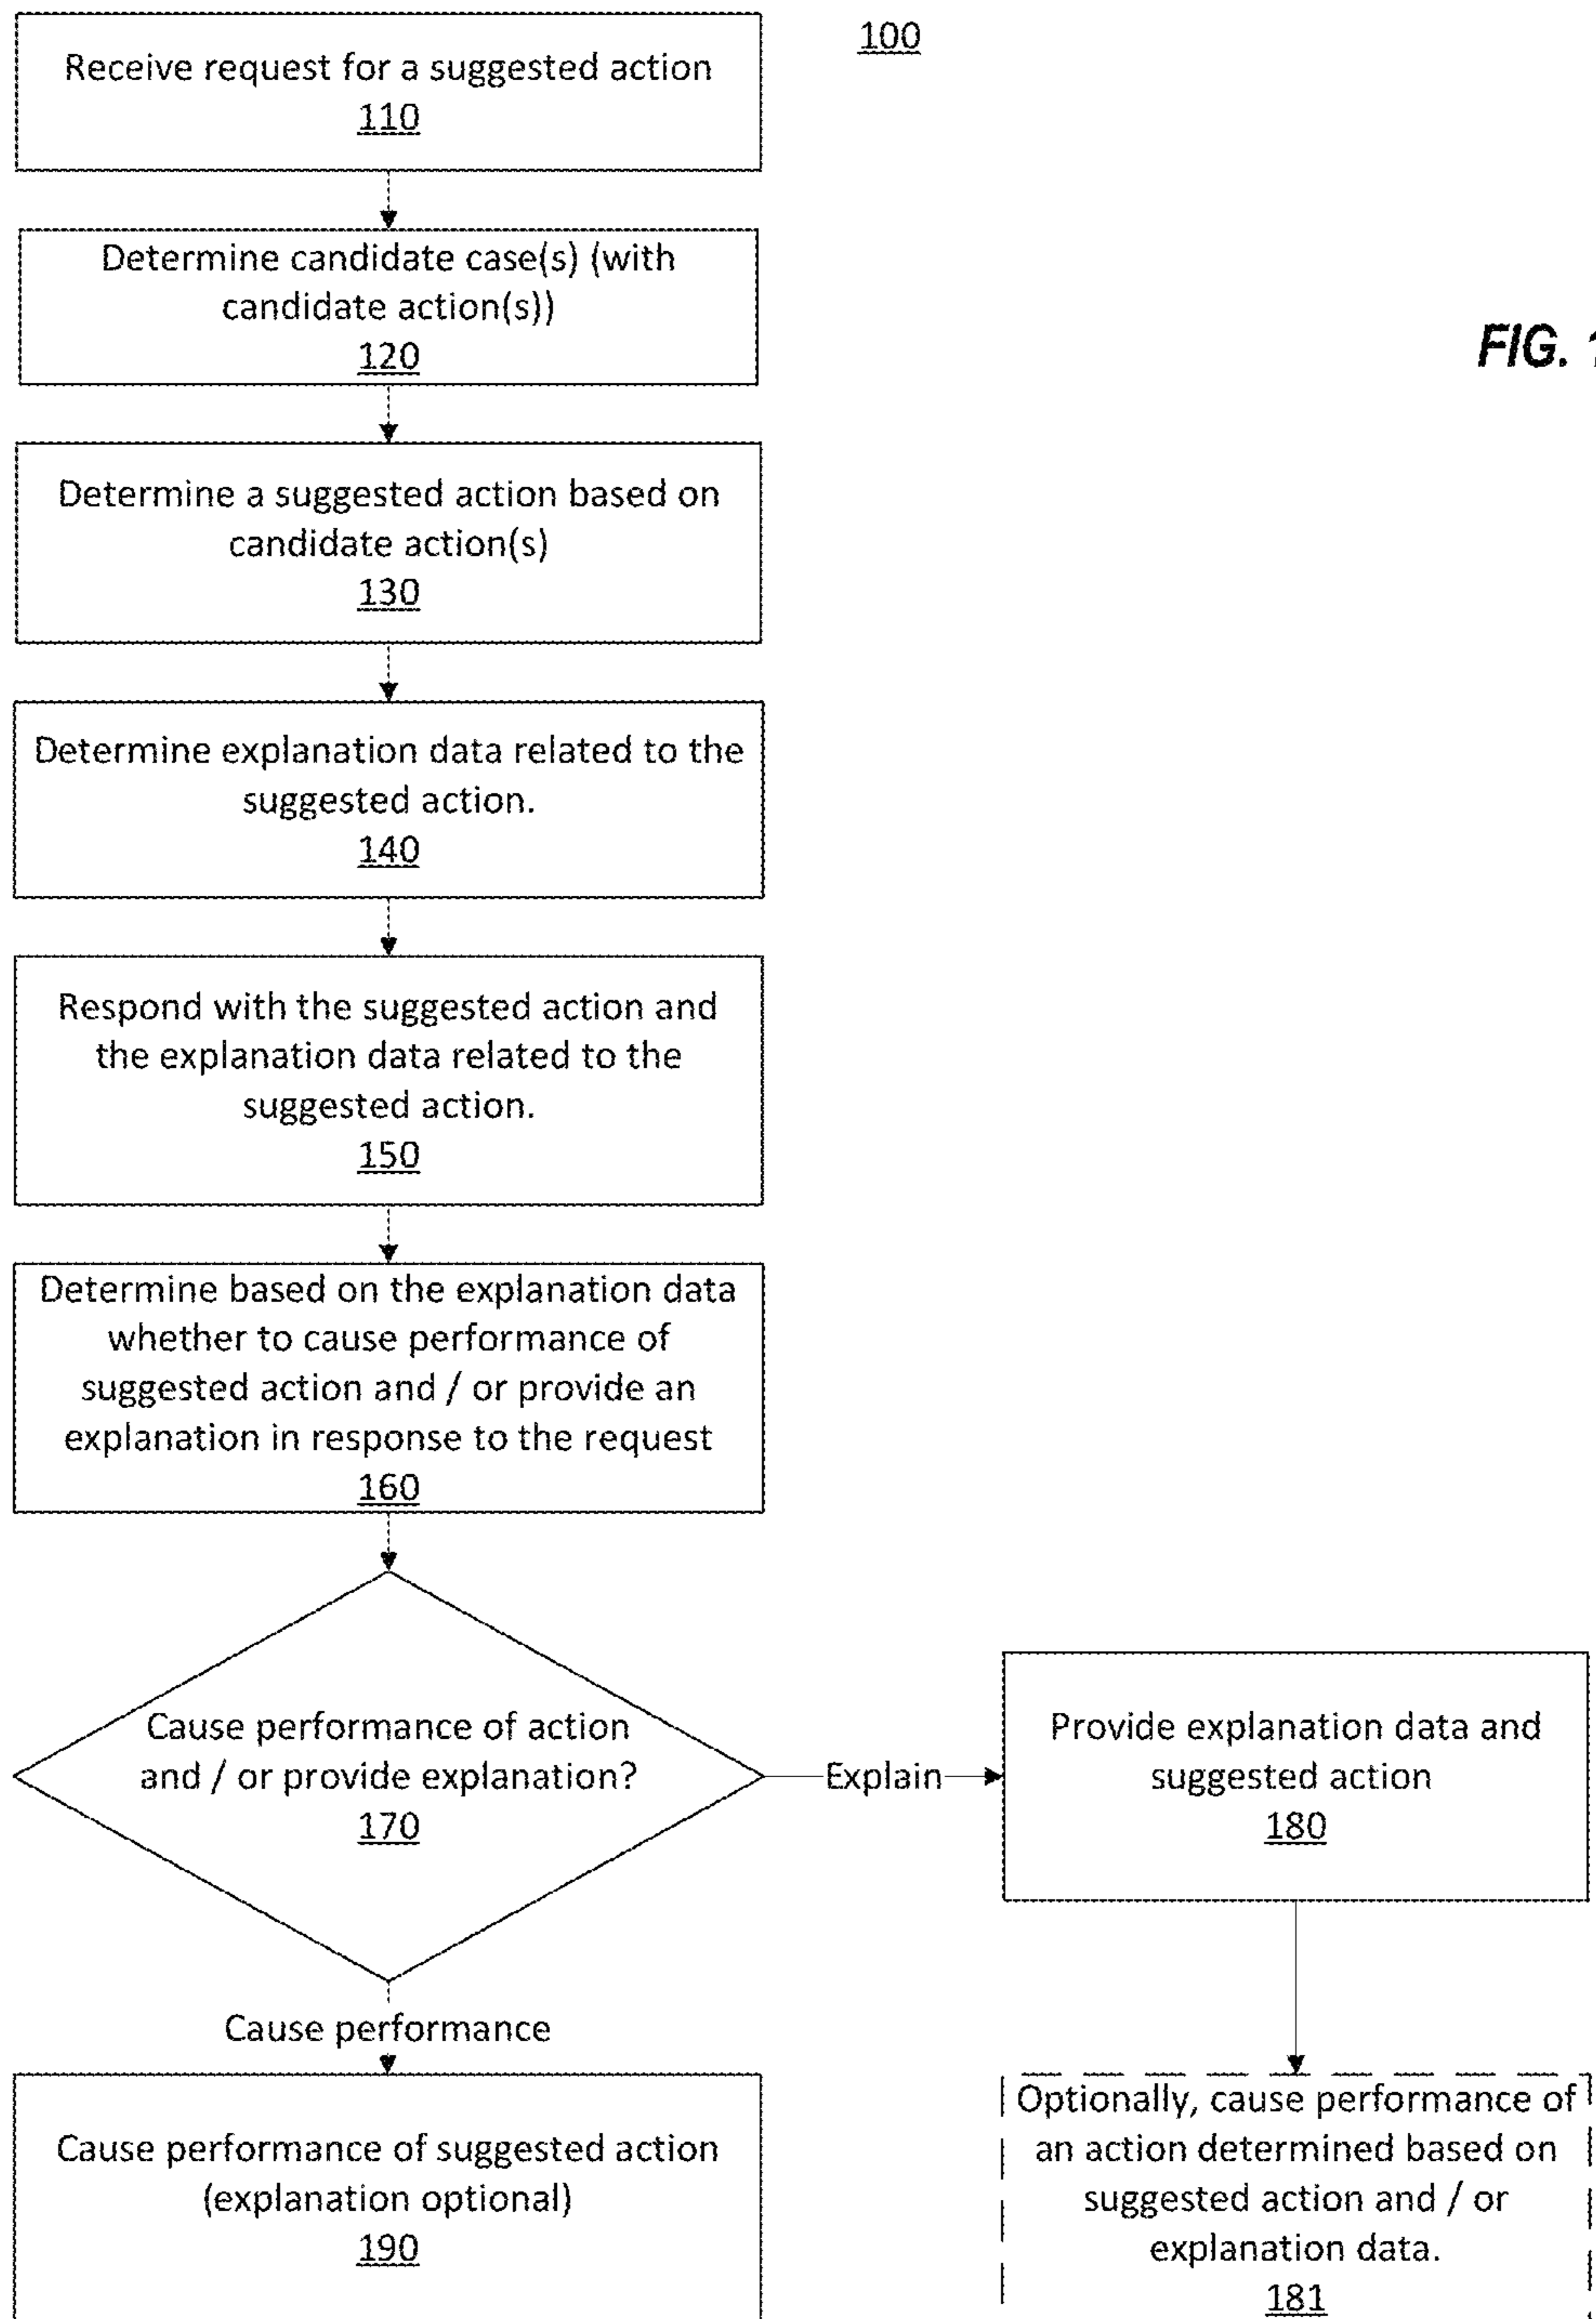 100
Receive request for a suggested action
110
Determine candidate case(s) (with
candidate action(s))
120
FIG. 1
Determine a suggested action based on
candidate action(s)
130
Determine explanation data related to the
suggested action.
140
Respond with the suggested action and
the explanation data related to the
suggested action.
150
Determine based on the explanation data
whether to cause performance of
suggested action and / or provide an
explanation in response to the request
160
Cause performance of action
and / or provide explanation?
170
Explain
Provide explanation data and
suggested action
180
Cause performance
Cause performance of suggested action
(explanation optional)
190
Optionally, cause performance of
an action determined based on
suggested action and / or
explanation data.
181